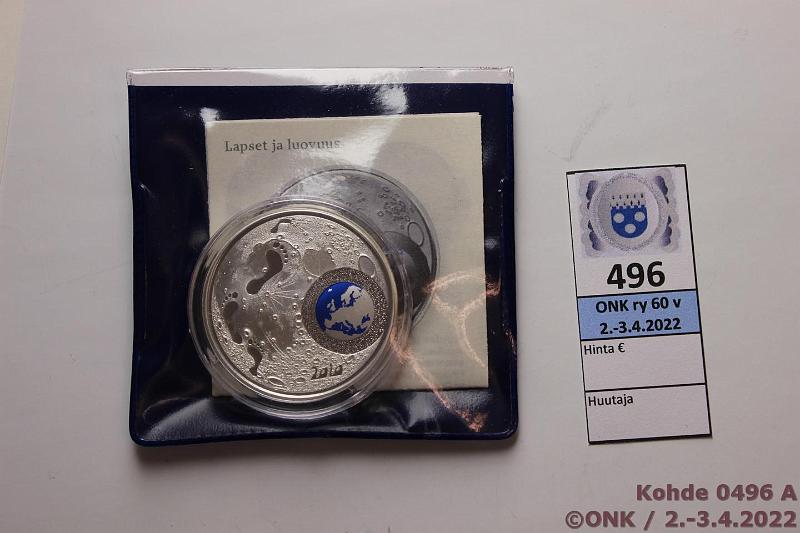 Lapset ja luovuus
2010
496
ONK ry 60 v
2.-3.4.2022
Hinta €
Huutaja
Kohde 0496 A
©ONK / 2.-3.4.2022